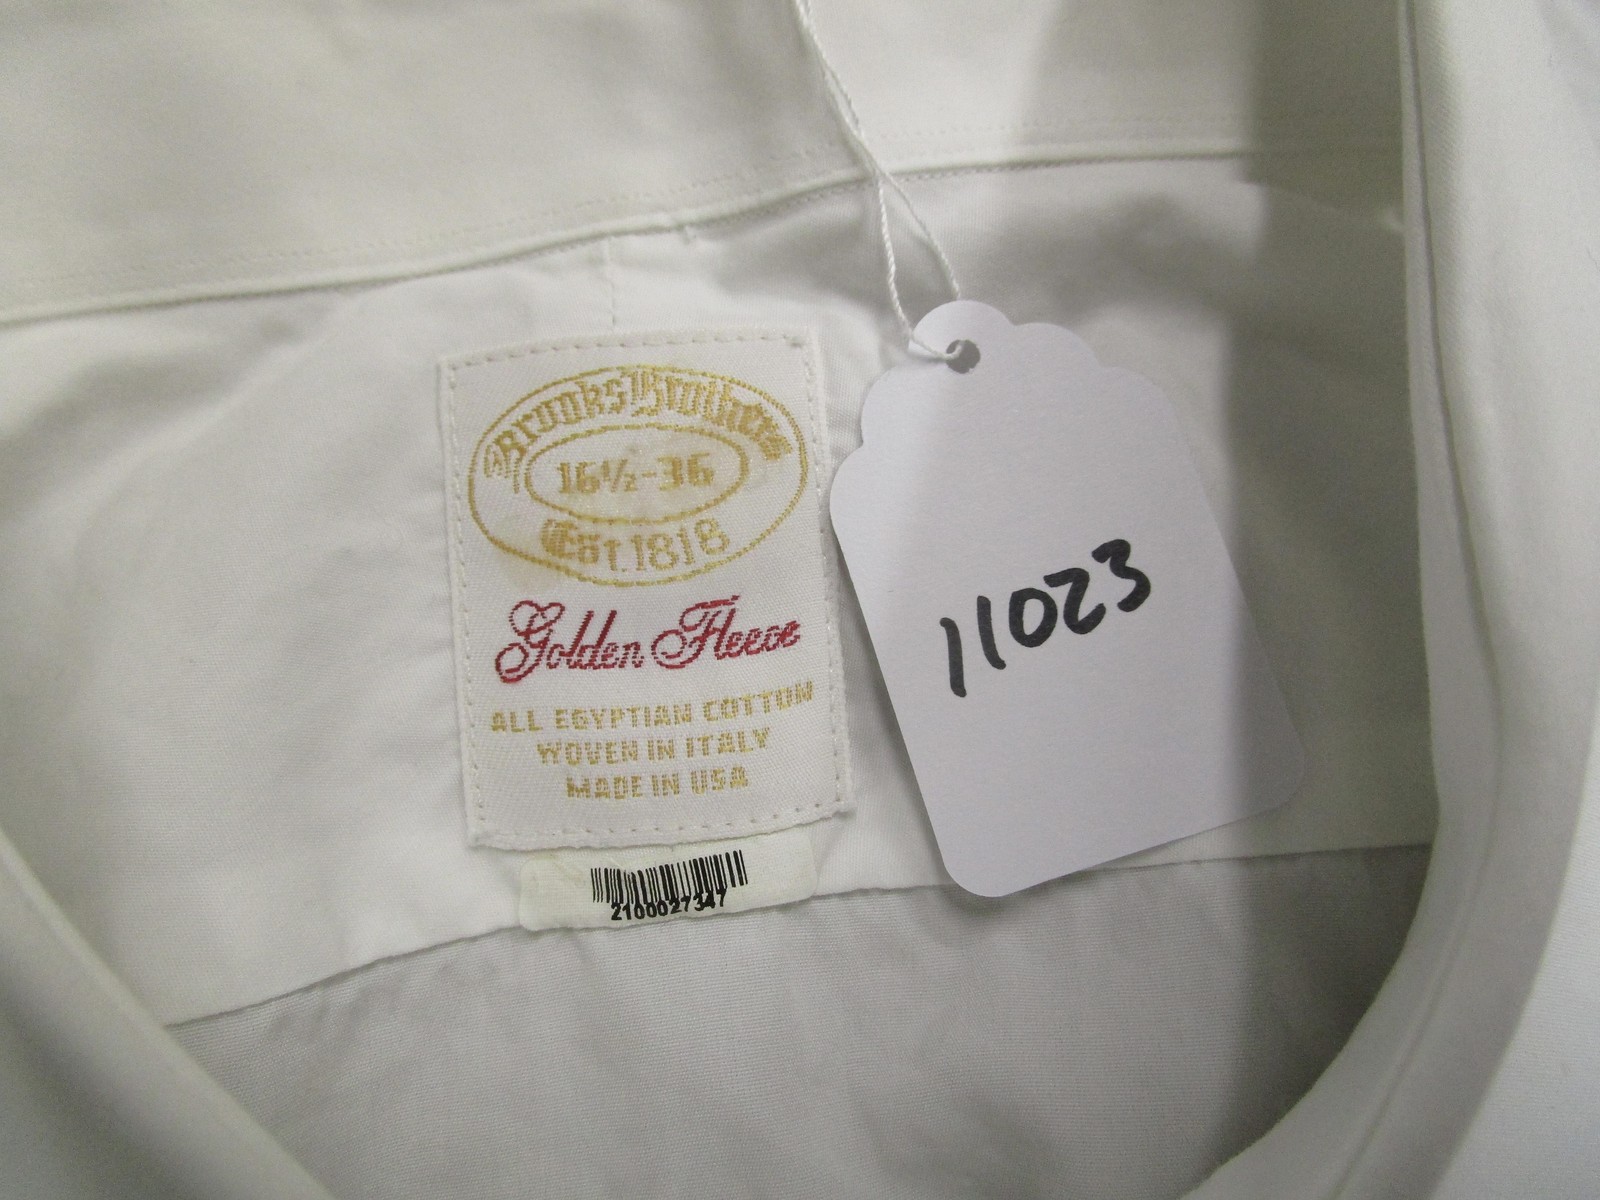 Brooks Brothers
16½-36
Est. 1818
Golden Fleece
ALL EGYPTIAN COTTON
WOVEN IN ITALY
MADE IN USA
2100027347
11023